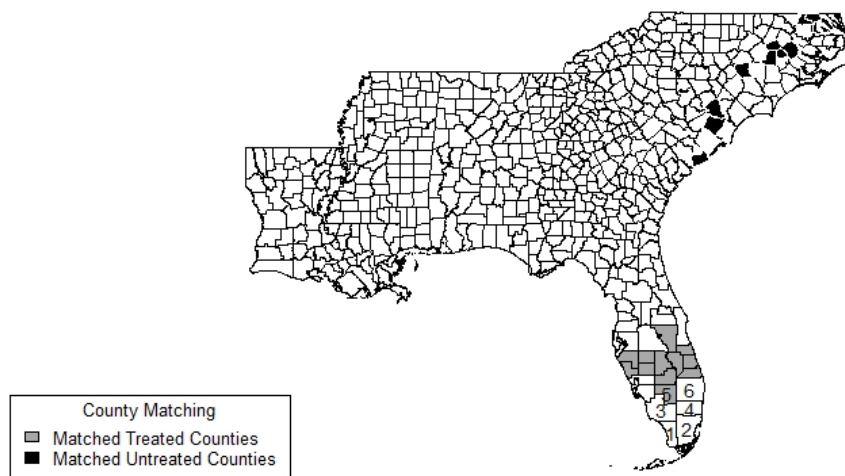 5 6
3 4
1 2
County Matching
Matched Treated Counties
Matched Untreated Counties